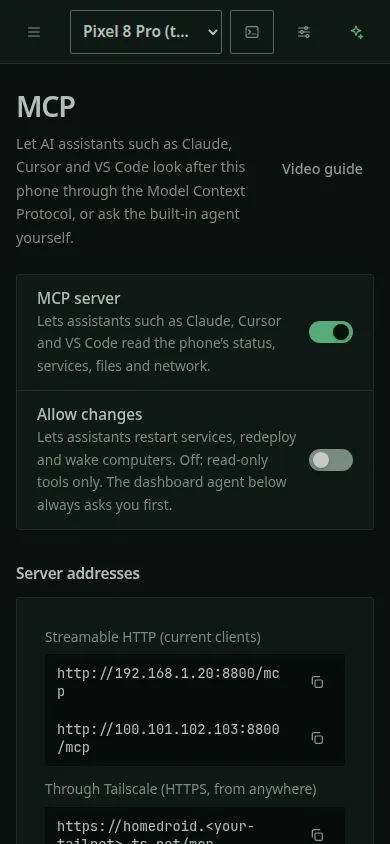 Pixel 8 Pro (t...
MCP
Let AI assistants such as Claude,
Cursor and VS Code look after this
phone through the Model Context
Protocol, or ask the built-in agent
yourself.
Video guide
MCP server
Lets assistants such as Claude, Cursor
and VS Code read the phone's status,
services, files and network.
Allow changes
Lets assistants restart services, redeploy
and wake computers. Off: read-only
tools only. The dashboard agent below
always asks you first.
Server addresses
Streamable HTTP (current clients)
http://192.168.1.20:8800/mc
p
http://100.101.102.103:8800
/mcp
Through Tailscale (HTTPS, from anywhere)
https://homedroid.<your-
tailnet>.ts.net/mcp